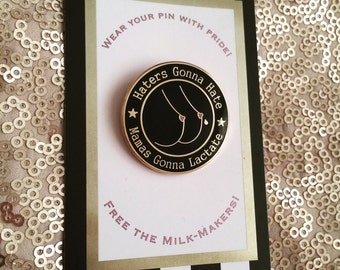 Wear your pin with pride!
Haters Gonna Hate
Mamas Gonna Lactate
Free the Milk-Makers!